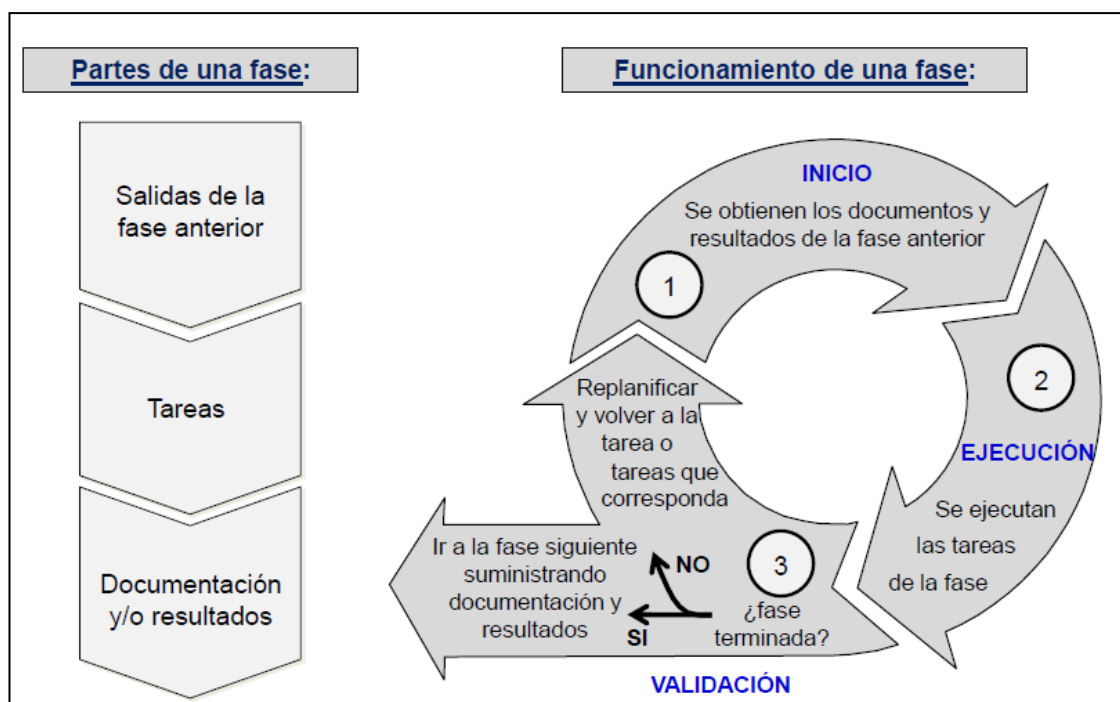 Partes de una fase:
Salidas de la
fase anterior
Tareas
Documentación
y/o resultados
Funcionamiento de una fase:
INICIO
Se obtienen los documentos y
resultados de la fase anterior
1
2
EJECUCIÓN
Se ejecutan
las tareas
de la fase
3
¿fase
terminada?
NO
SI
Replanificar
y volver a la
tarea o
tareas que
corresponda
Ir a la fase siguiente
suministrando
documentación y
resultados
VALIDACIÓN